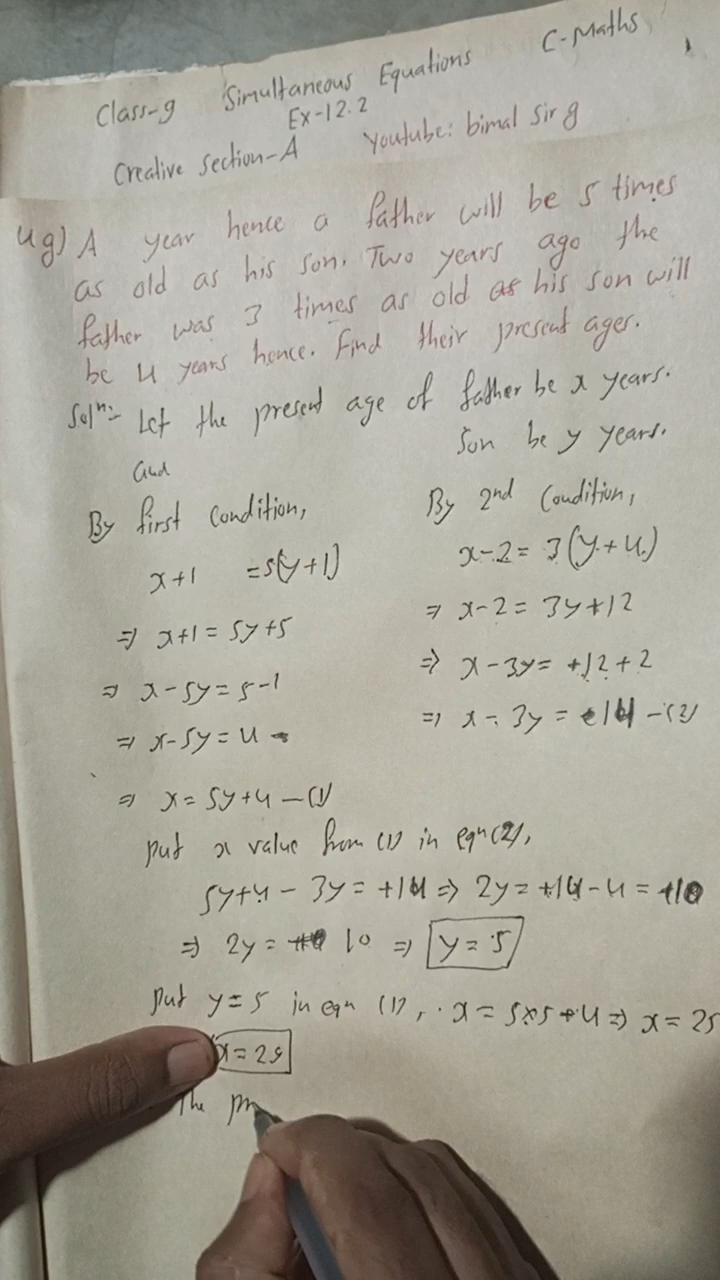 Class-9 Simultaneous Equations C-Maths
Ex-12.2
Creative Section-A Youtube: bimal Sir g
4g) A year hence a father will be 5 times
as old as his son. Two years ago the
father was 3 times as old as his son will
be 4 years hence. Find their present ages.
Solⁿ:- Let the present age of father be x years.
and son be y years.
By first condition,
x+1 =5(y+1)
⇒ x+1 = 5y+5
⇒ x-5y = 5-1
⇒ x-5y = 4
⇒ x = 5y+4 -(1)
By 2nd Condition,
x-2 = 3(y+4)
⇒ x-2 = 3y+12
⇒ x-3y = +12+2
⇒ x-3y = 14 -(2)
put x value from (1) in eqⁿ(2),
5y+4 - 3y = +14 ⇒ 2y = +14-4 = 10
⇒ 2y = 10 ⇒ y = 5
put y=5 in eqn (1), x = 5×5+4 ⇒ x = 25
The pr